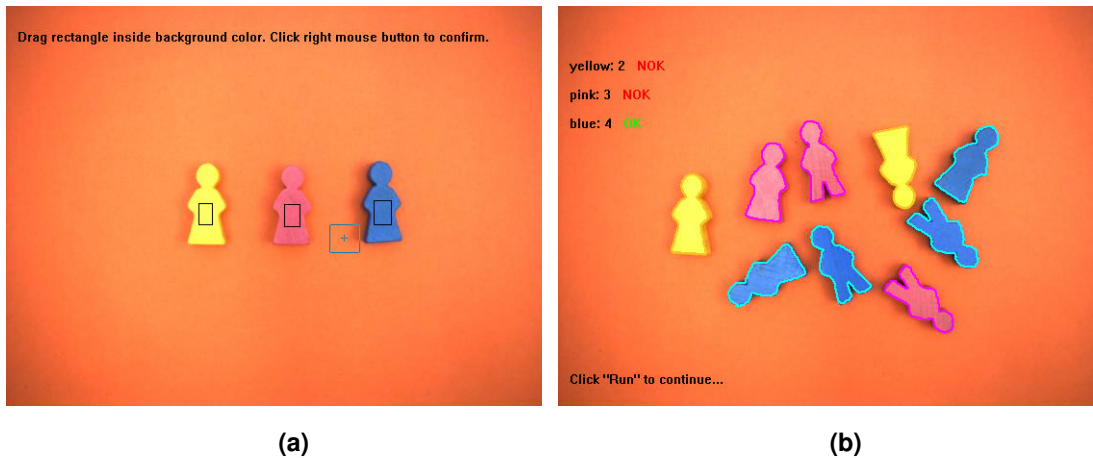 Drag rectangle inside background color. Click right mouse button to confirm.
yellow: 2 NOK
pink: 3 NOK
blue: 4 OK
Click "Run" to continue...
(a)
(b)